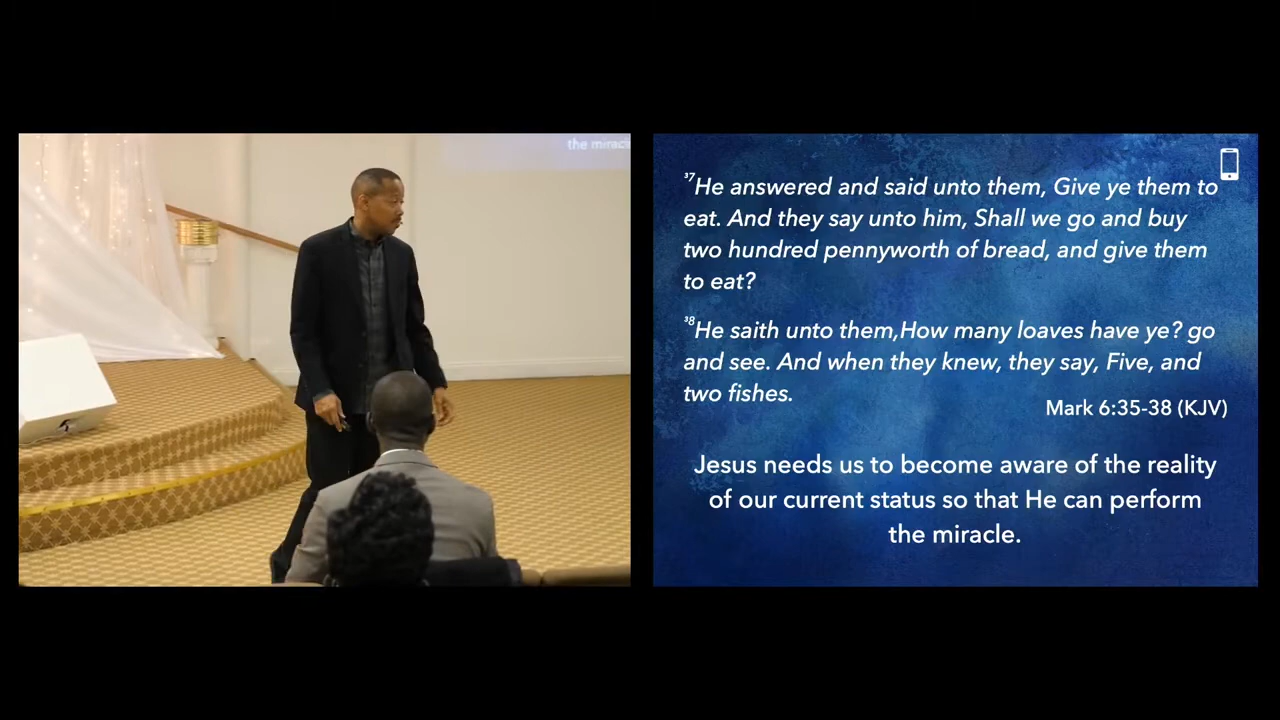 the mirac
³⁷He answered and said unto them, Give ye them to
eat. And they say unto him, Shall we go and buy
two hundred pennyworth of bread, and give them
to eat?
³⁸He saith unto them,How many loaves have ye? go
and see. And when they knew, they say, Five, and
two fishes.
Mark 6:35-38 (KJV)
Jesus needs us to become aware of the reality
of our current status so that He can perform
the miracle.